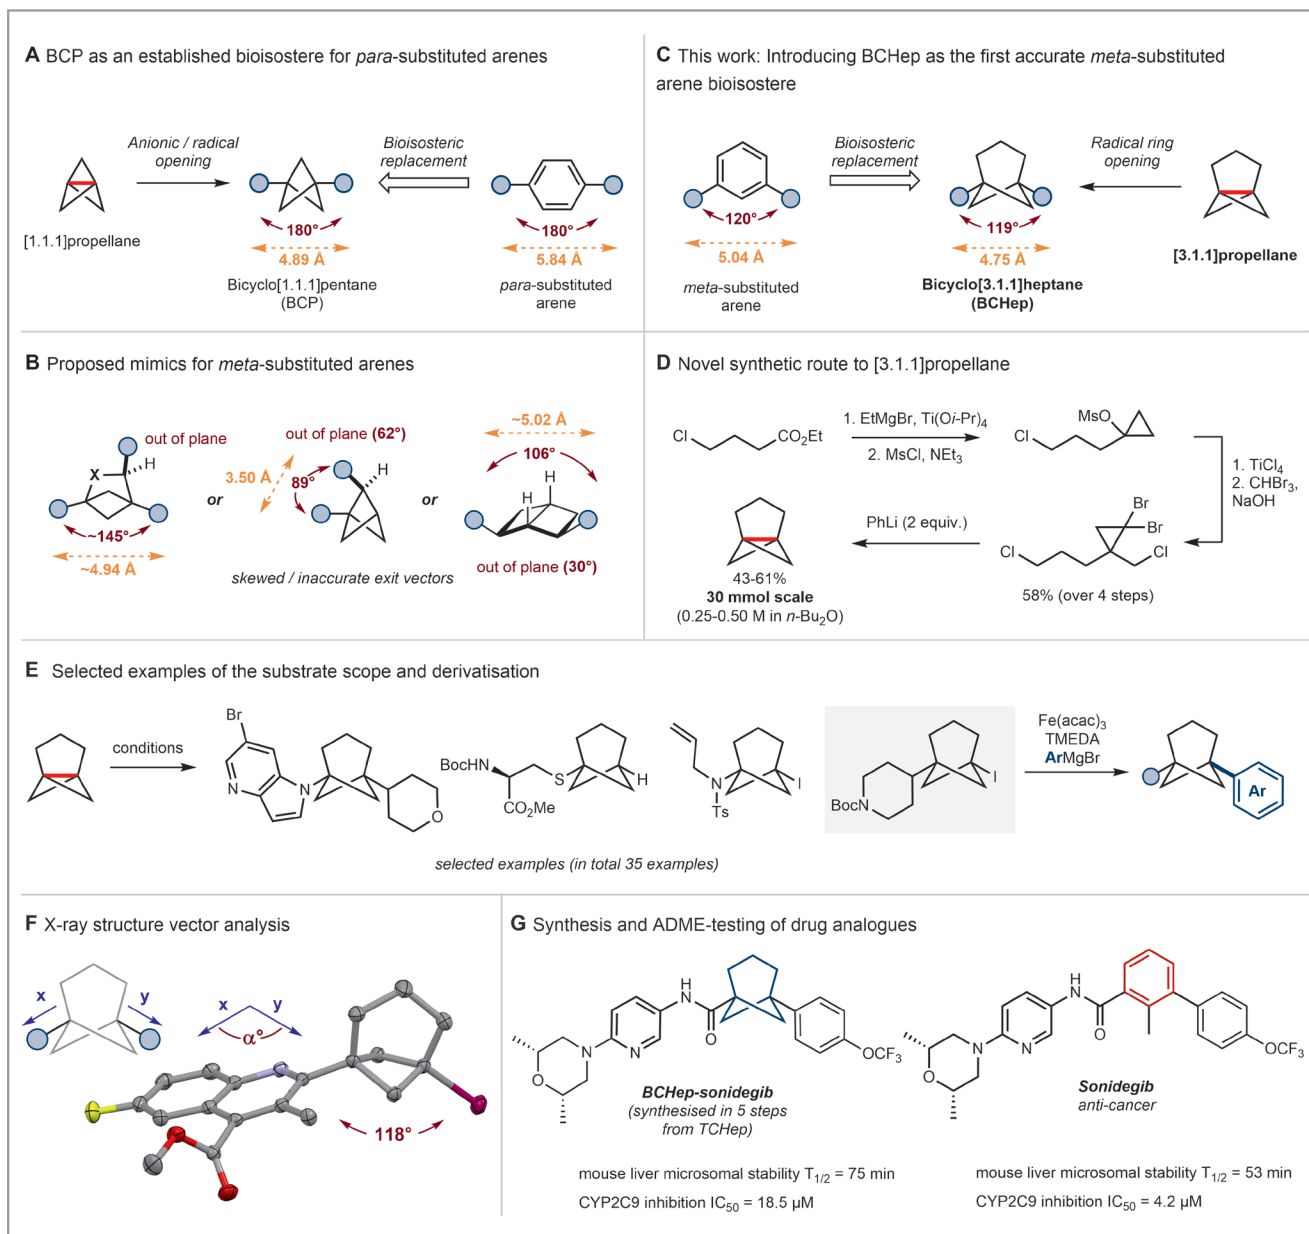 A BCP as an established bioisostere for para-substituted arenes
Anionic / radical
opening
Bioisosteric
replacement
180°
180°
[1.1.1]propellane
4.89 Å
5.84 Å
Bicyclo[1.1.1]pentane
(BCP)
para-substituted
arene
C This work: Introducing BCHep as the first accurate meta-substituted
arene bioisostere
Bioisosteric
replacement
Radical ring
opening
120°
119°
5.04 Å
4.75 Å
[3.1.1]propellane
meta-substituted
arene
Bicyclo[3.1.1]heptane
(BCHep)
B Proposed mimics for meta-substituted arenes
out of plane
X
H
~145°
~4.94 Å
or
out of plane (62°)
3.50 Å
89°
H
or
~5.02 Å
106°
H
H
out of plane (30°)
skewed / inaccurate exit vectors
D Novel synthetic route to [3.1.1]propellane
Cl
CO2Et
1. EtMgBr, Ti(Oi-Pr)4
2. MsCl, NEt3
MsO
Cl
1. TiCl4
2. CHBr3,
NaOH
Br
Br
Cl
Cl
58% (over 4 steps)
PhLi (2 equiv.)
43-61%
30 mmol scale
(0.25-0.50 M in n-Bu2O)
E Selected examples of the substrate scope and derivatisation
conditions
Br
N
N
O
BocHN
S
H
CO2Me
N
Ts
I
BocN
I
Fe(acac)3
TMEDA
ArMgBr
Ar
selected examples (in total 35 examples)
F X-ray structure vector analysis
x
y
x
y
α°
118°
G Synthesis and ADME-testing of drug analogues
H
N
O
N
N
O
OCF3
BCHep-sonidegib
(synthesised in 5 steps
from TCHep)
mouse liver microsomal stability T1/2 = 75 min
CYP2C9 inhibition IC50 = 18.5 µM
H
N
O
N
N
O
OCF3
Sonidegib
anti-cancer
mouse liver microsomal stability T1/2 = 53 min
CYP2C9 inhibition IC50 = 4.2 µM